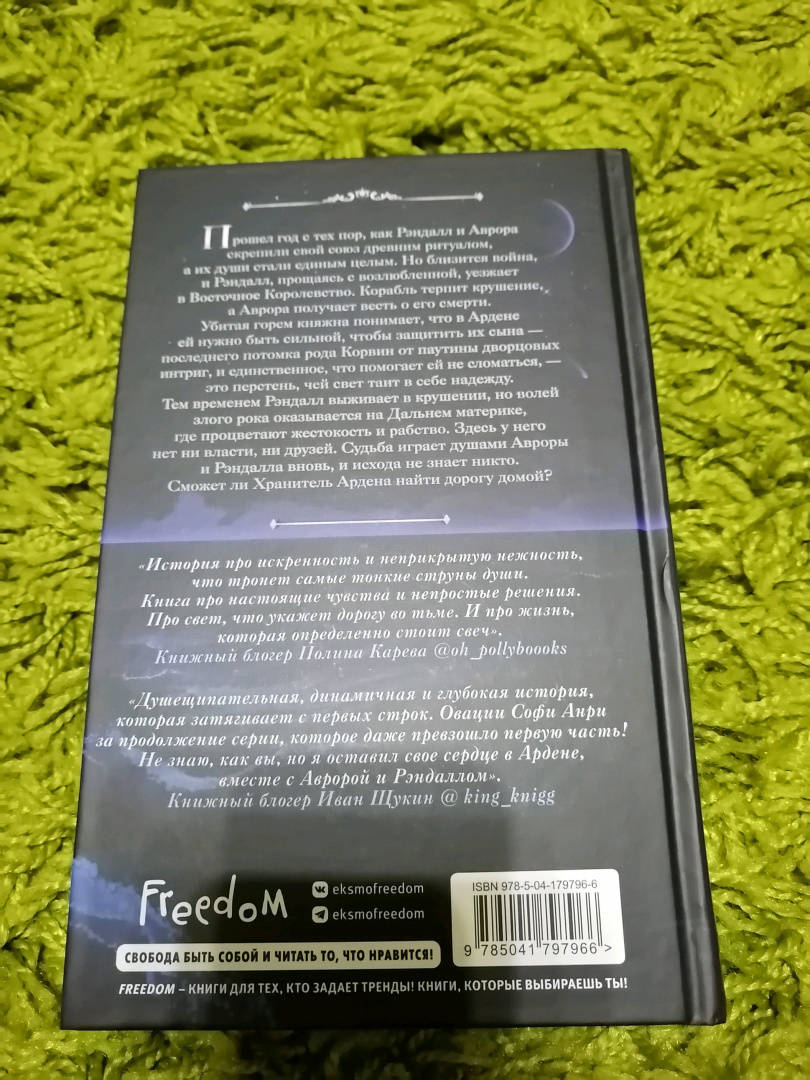 Прошел год с тех пор, как Рэндалл и Аврора
скрепили свой союз древним ритуалом,
а их души стали единым целым. Но близится война,
и Рэндалл, прощаясь с возлюбленной, уезжает
в Восточное Королевство. Корабль терпит крушение,
а Аврора получает весть о его смерти.
Убитая горем княжна понимает, что в Ардене
ей нужно быть сильной, чтобы защитить их сына —
последнего потомка рода Корвин от паутины дворцовых
интриг, и единственное, что помогает ей не сломаться, —
это перстень, чей свет таит в себе надежду.
Тем временем Рэндалл выживает в крушении, но волей
злого рока оказывается на Дальнем материке,
где процветают жестокость и рабство. Здесь у него
нет ни власти, ни друзей. Судьба играет душами Авроры
и Рэндалла вновь, и исхода не знает никто.
Сможет ли Хранитель Ардена найти дорогу домой?
«История про искренность и неприкрытую нежность,
что тронет самые тонкие струны души.
Книга про настоящие чувства и непростые решения.
Про свет, что укажет дорогу во тьме. И про жизнь,
которая определенно стоит свеч».
Книжный блогер Полина Карева @oh_pollyboooks
«Душещипательная, динамичная и глубокая история,
которая затягивает с первых строк. Овации Софи Анри
за продолжение серии, которое даже превзошло первую часть!
Не знаю, как вы, но я оставил свое сердце в Ардене,
вместе с Авророй и Рэндаллом».
Книжный блогер Иван Щукин @ king_knigg
Freedom
eksmofreedom
eksmofreedom
ISBN 978-5-04-179796-6
9 785041 797966 >
СВОБОДА БЫТЬ СОБОЙ И ЧИТАТЬ ТО, ЧТО НРАВИТСЯ!
FREEDOM – КНИГИ ДЛЯ ТЕХ, КТО ЗАДАЕТ ТРЕНДЫ! КНИГИ, КОТОРЫЕ ВЫБИРАЕШЬ ТЫ!